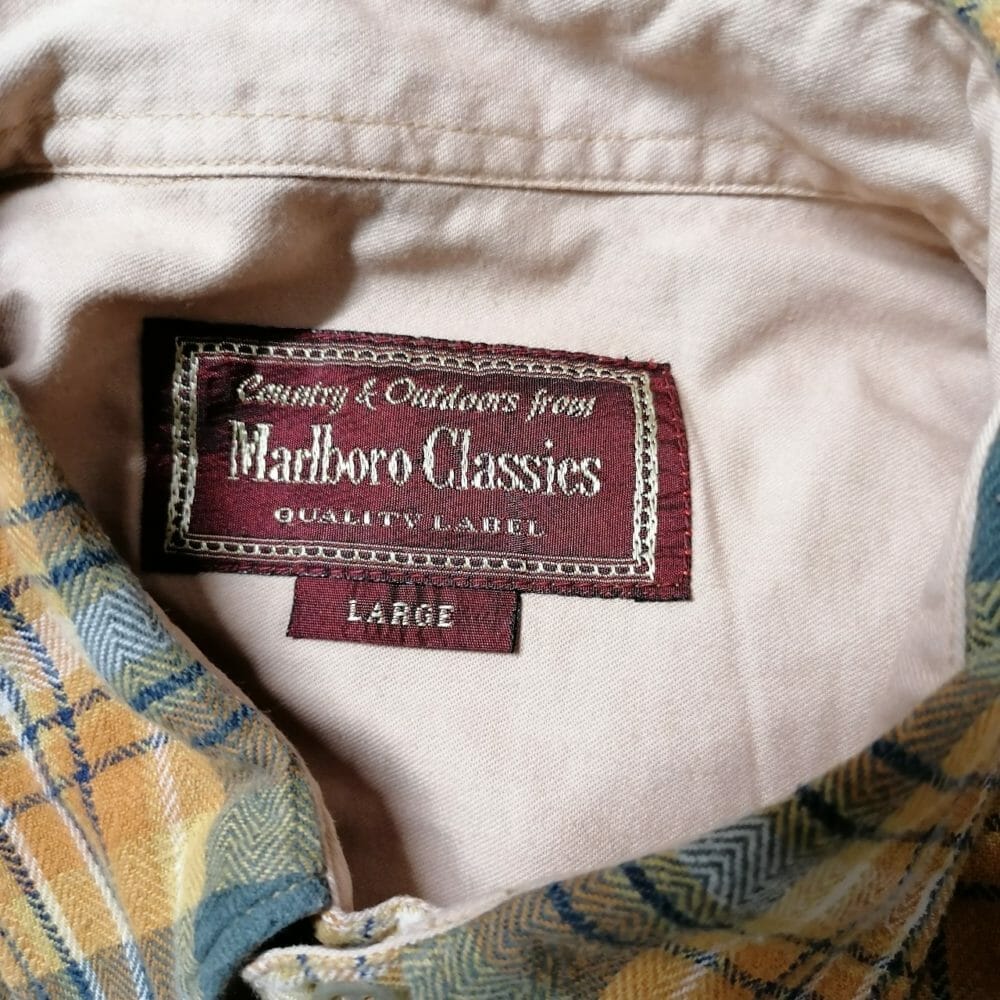 Country & Outdoors from
Marlboro Classics
QUALITY LABEL
LARGE